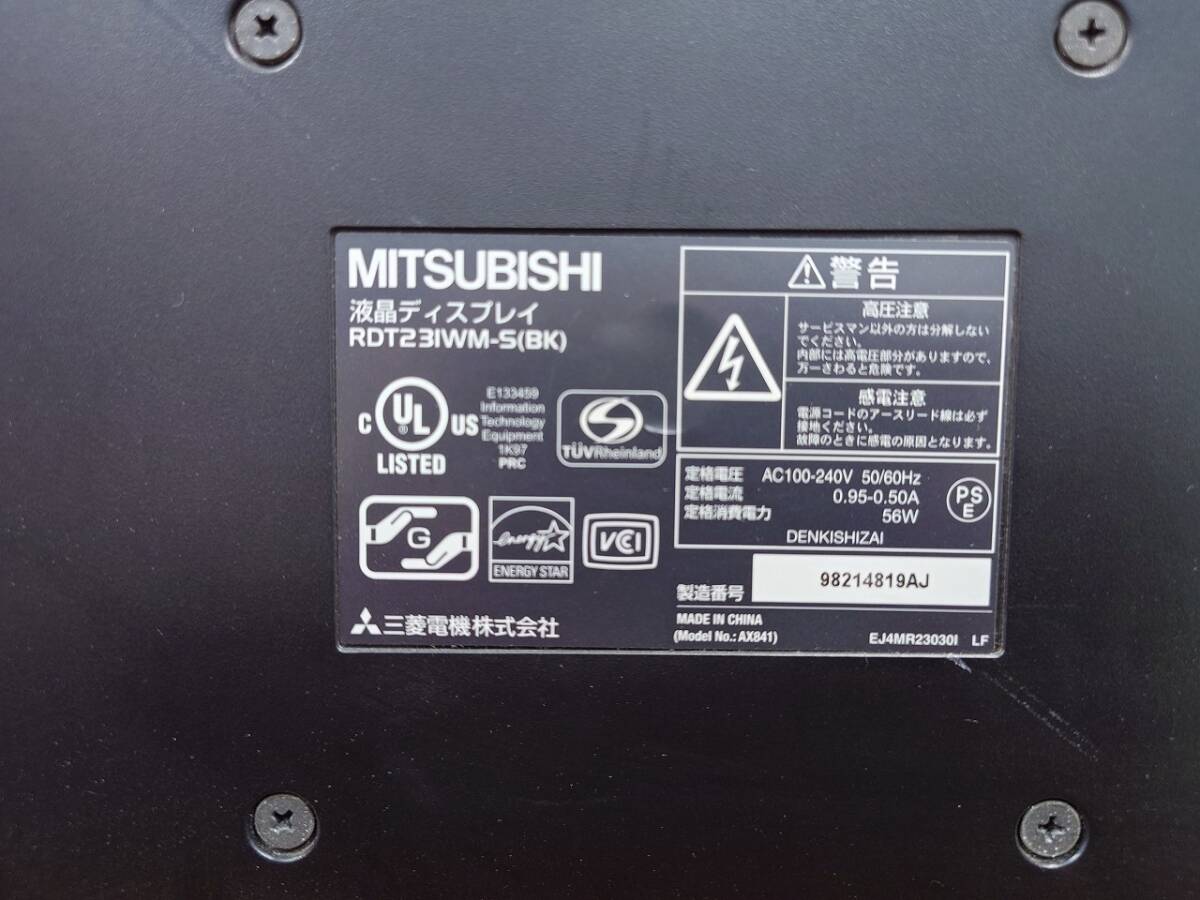 MITSUBISHI
液晶ディスプレイ
RDT231WM-S(BK)
C UL US
®
LISTED
E133459
Information
Technology
Equipment
1K97
PRC
TÜVRheinland
G
energy
ENERGY STAR
VCI
三菱電機株式会社
警告
高圧注意
サービスマン以外の方は分解しない
でください。
内部には高電圧部分がありますので、
万一さわると危険です。
感電注意
電源コードのアースリード線は必ず
接地ください。
故障のときに感電の原因となります。
定格電圧 AC100-240V 50/60Hz
定格電流 0.95-0.50A
定格消費電力 56W
PS
E
DENKISHIZAI
製造番号 98214819AJ
MADE IN CHINA
(Model No.: AX841) EJ4MR23030I LF